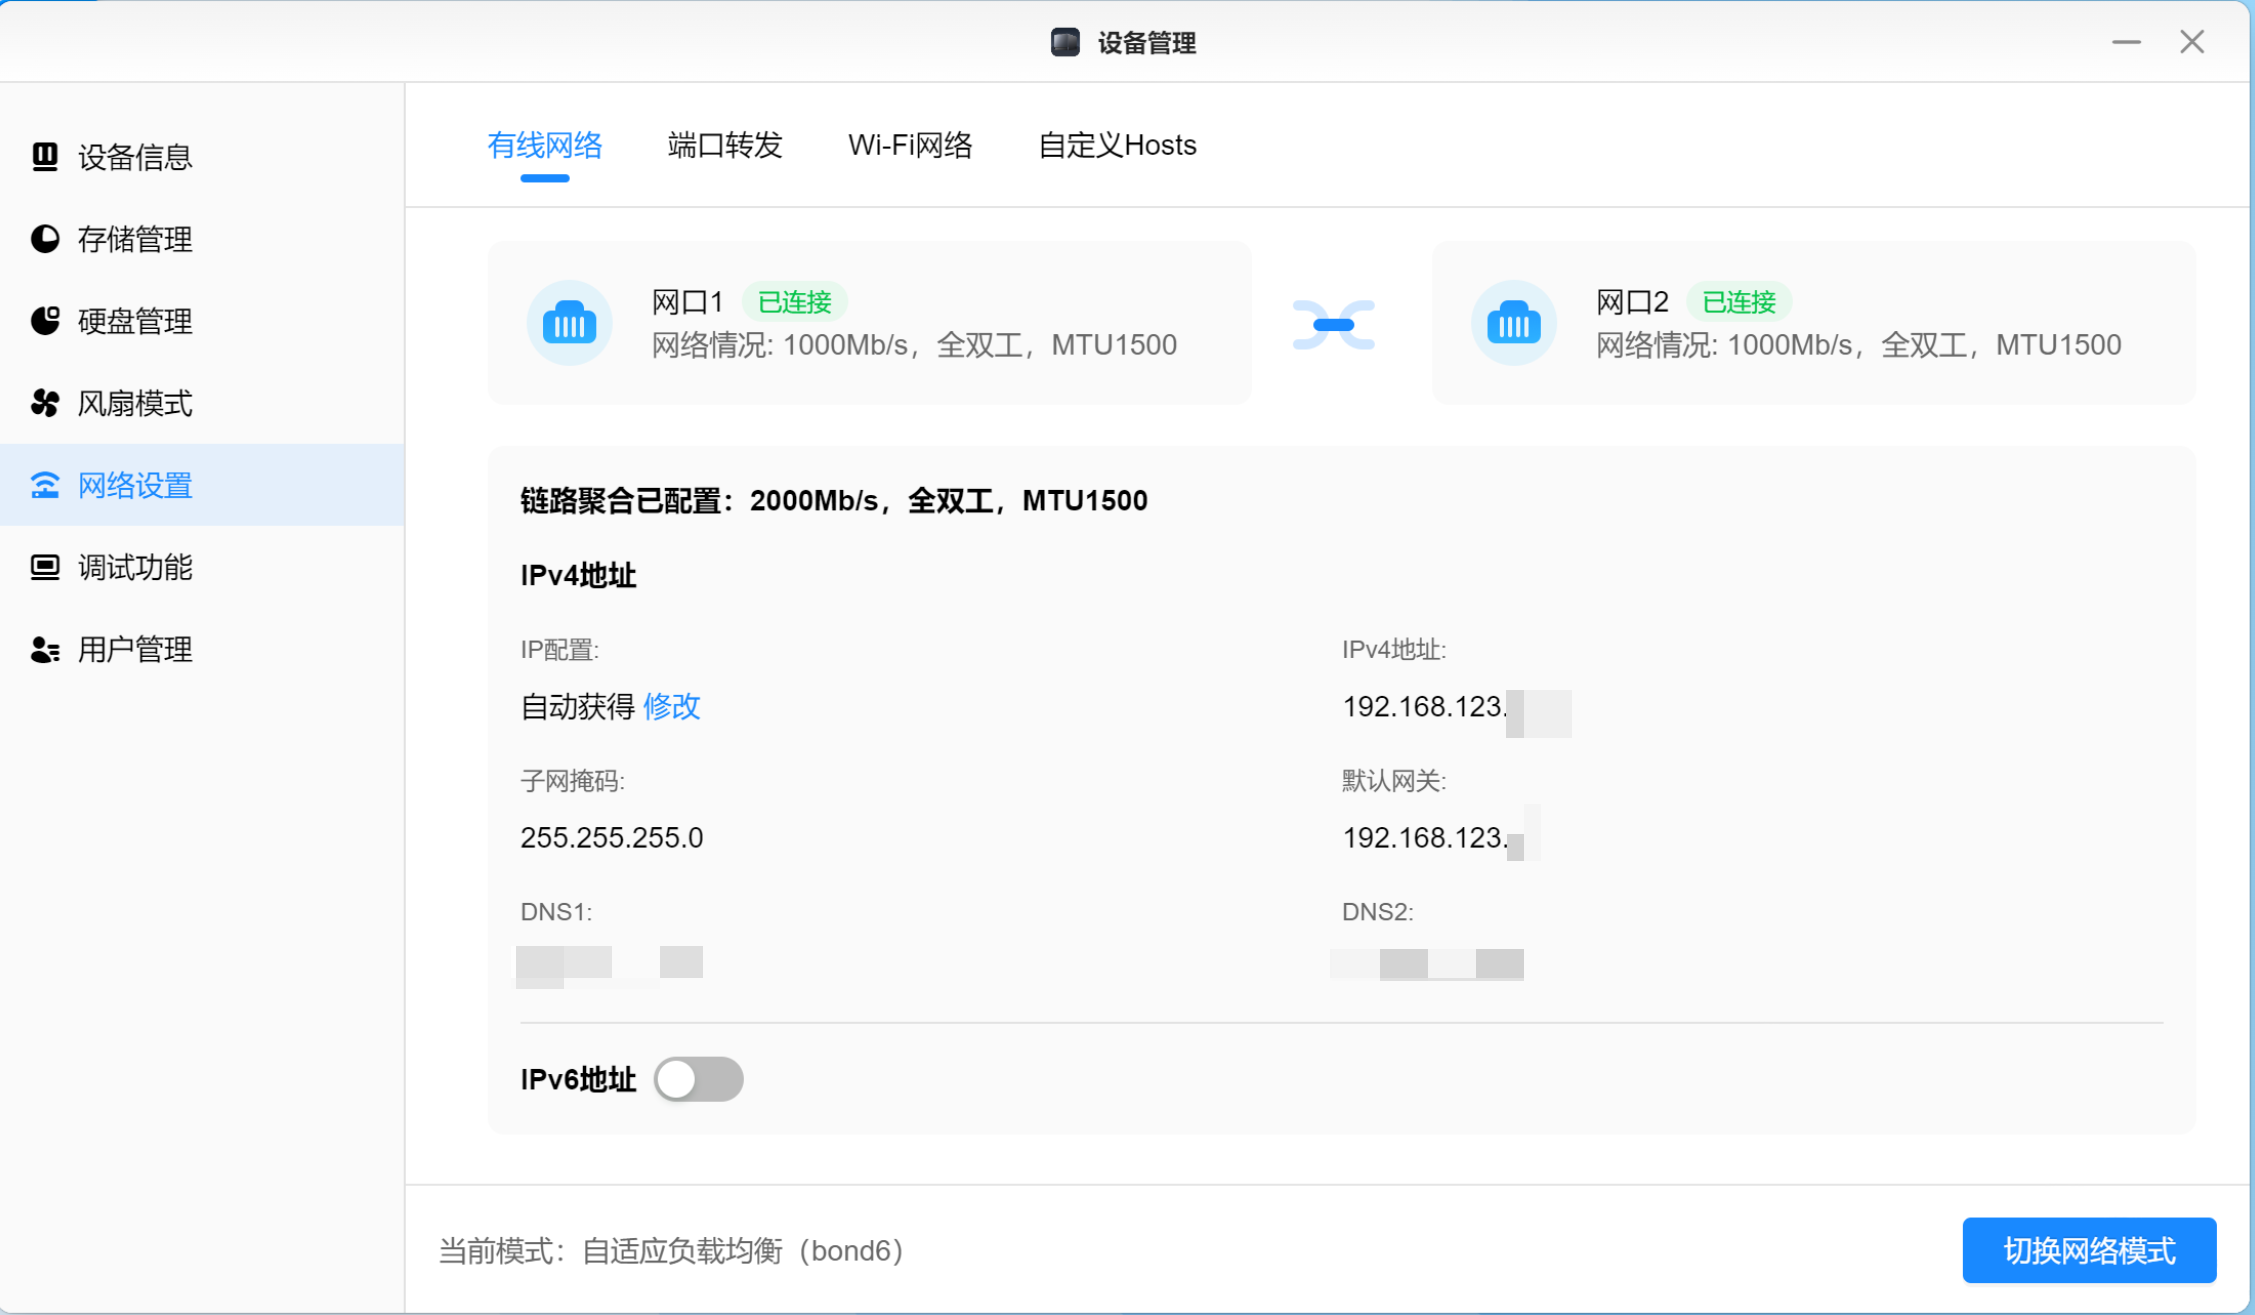 设备管理
设备信息
存储管理
硬盘管理
风扇模式
网络设置
调试功能
用户管理
有线网络
端口转发
Wi-Fi网络
自定义Hosts
网口1 已连接
网络情况: 1000Mb/s，全双工，MTU1500
网口2 已连接
网络情况: 1000Mb/s，全双工，MTU1500
链路聚合已配置：2000Mb/s，全双工，MTU1500
IPv4地址
IP配置:
自动获得 修改
IPv4地址:
192.168.123.
子网掩码:
255.255.255.0
默认网关:
192.168.123.
DNS1:
DNS2:
IPv6地址
当前模式：自适应负载均衡（bond6）
切换网络模式